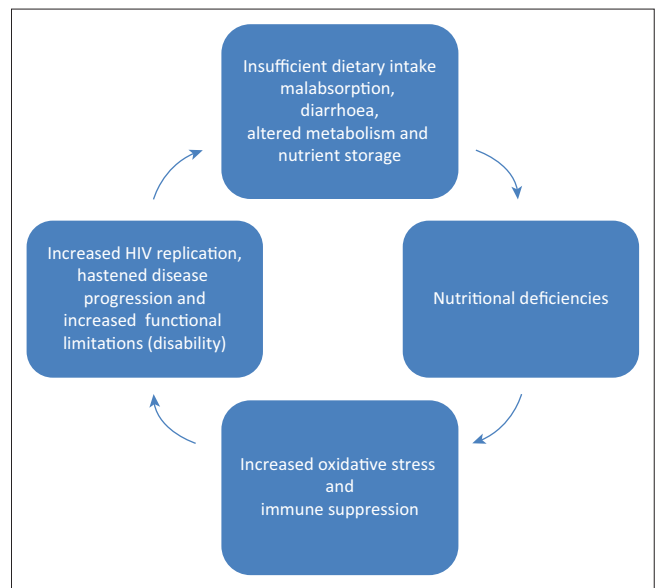 Insufficient dietary intake
malabsorption,
diarrhoea,
altered metabolism and
nutrient storage
Nutritional deficiencies
Increased oxidative stress
and
immune suppression
Increased HIV replication,
hastened disease
progression and
increased functional
limitations (disability)